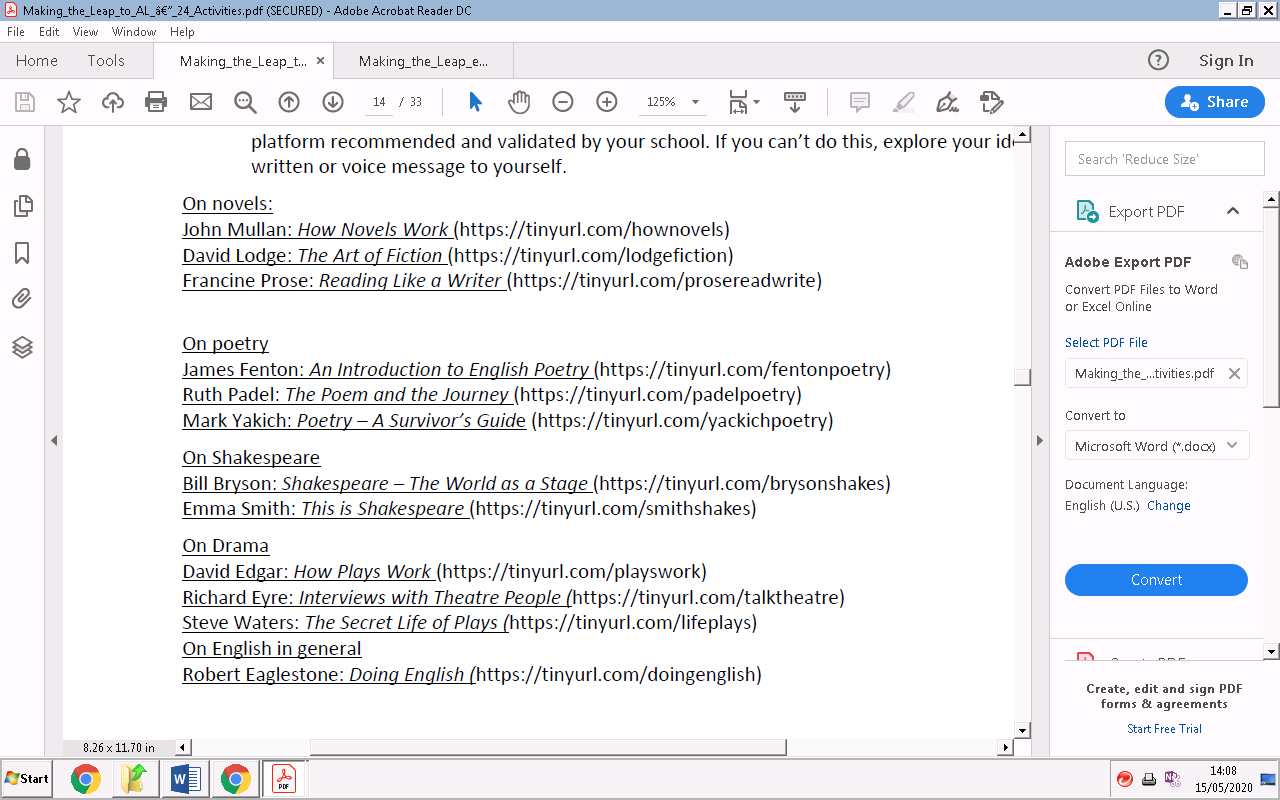 Making_the_Leap_to_AL_â€”_24_Activities.pdf (SECURED) - Adobe Acrobat Reader DC
File Edit View Window Help
Home Tools Making_the_Leap_t... × Making_the_Leap_e... Sign In
14 / 33 125% Share
platform recommended and validated by your school. If you can’t do this, explore your
written or voice message to yourself.
On novels:
John Mullan: How Novels Work (https://tinyurl.com/hownovels)
David Lodge: The Art of Fiction (https://tinyurl.com/lodgefiction)
Francine Prose: Reading Like a Writer (https://tinyurl.com/prosereadwrite)
On poetry
James Fenton: An Introduction to English Poetry (https://tinyurl.com/fentonpoetry)
Ruth Padel: The Poem and the Journey (https://tinyurl.com/padelpoetry)
Mark Yakich: Poetry – A Survivor’s Guide (https://tinyurl.com/yackichpoetry)
On Shakespeare
Bill Bryson: Shakespeare – The World as a Stage (https://tinyurl.com/brysonshakes)
Emma Smith: This is Shakespeare (https://tinyurl.com/smithshakes)
On Drama
David Edgar: How Plays Work (https://tinyurl.com/playswork)
Richard Eyre: Interviews with Theatre People (https://tinyurl.com/talktheatre)
Steve Waters: The Secret Life of Plays (https://tinyurl.com/lifeplays)
On English in general
Robert Eaglestone: Doing English (https://tinyurl.com/doingenglish)
8.26 x 11.70 in
Search 'Reduce Size'
Export PDF
Adobe Export PDF
Convert PDF Files to Word
or Excel Online
Select PDF File
Making_the_...tivities.pdf
Convert to
Microsoft Word (*.docx)
Document Language:
English (U.S.) Change
Convert
Create, edit and sign PDF
forms & agreements
Start Free Trial
Start
PDF
14:08
15/05/2020